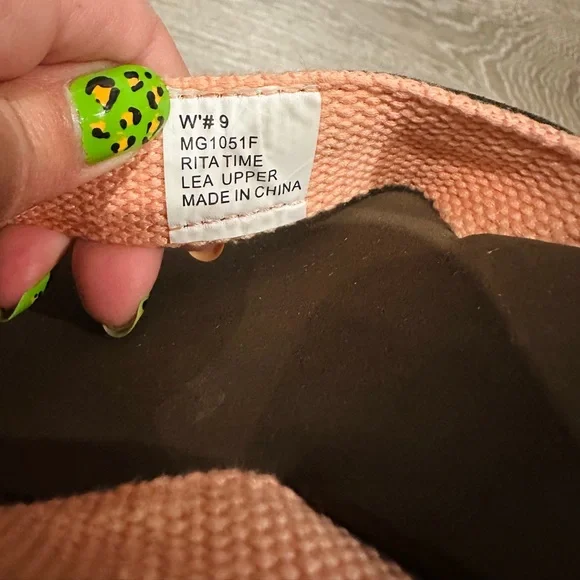 W'# 9
MG1051F
RITA TIME
LEA UPPER
MADE IN CHINA